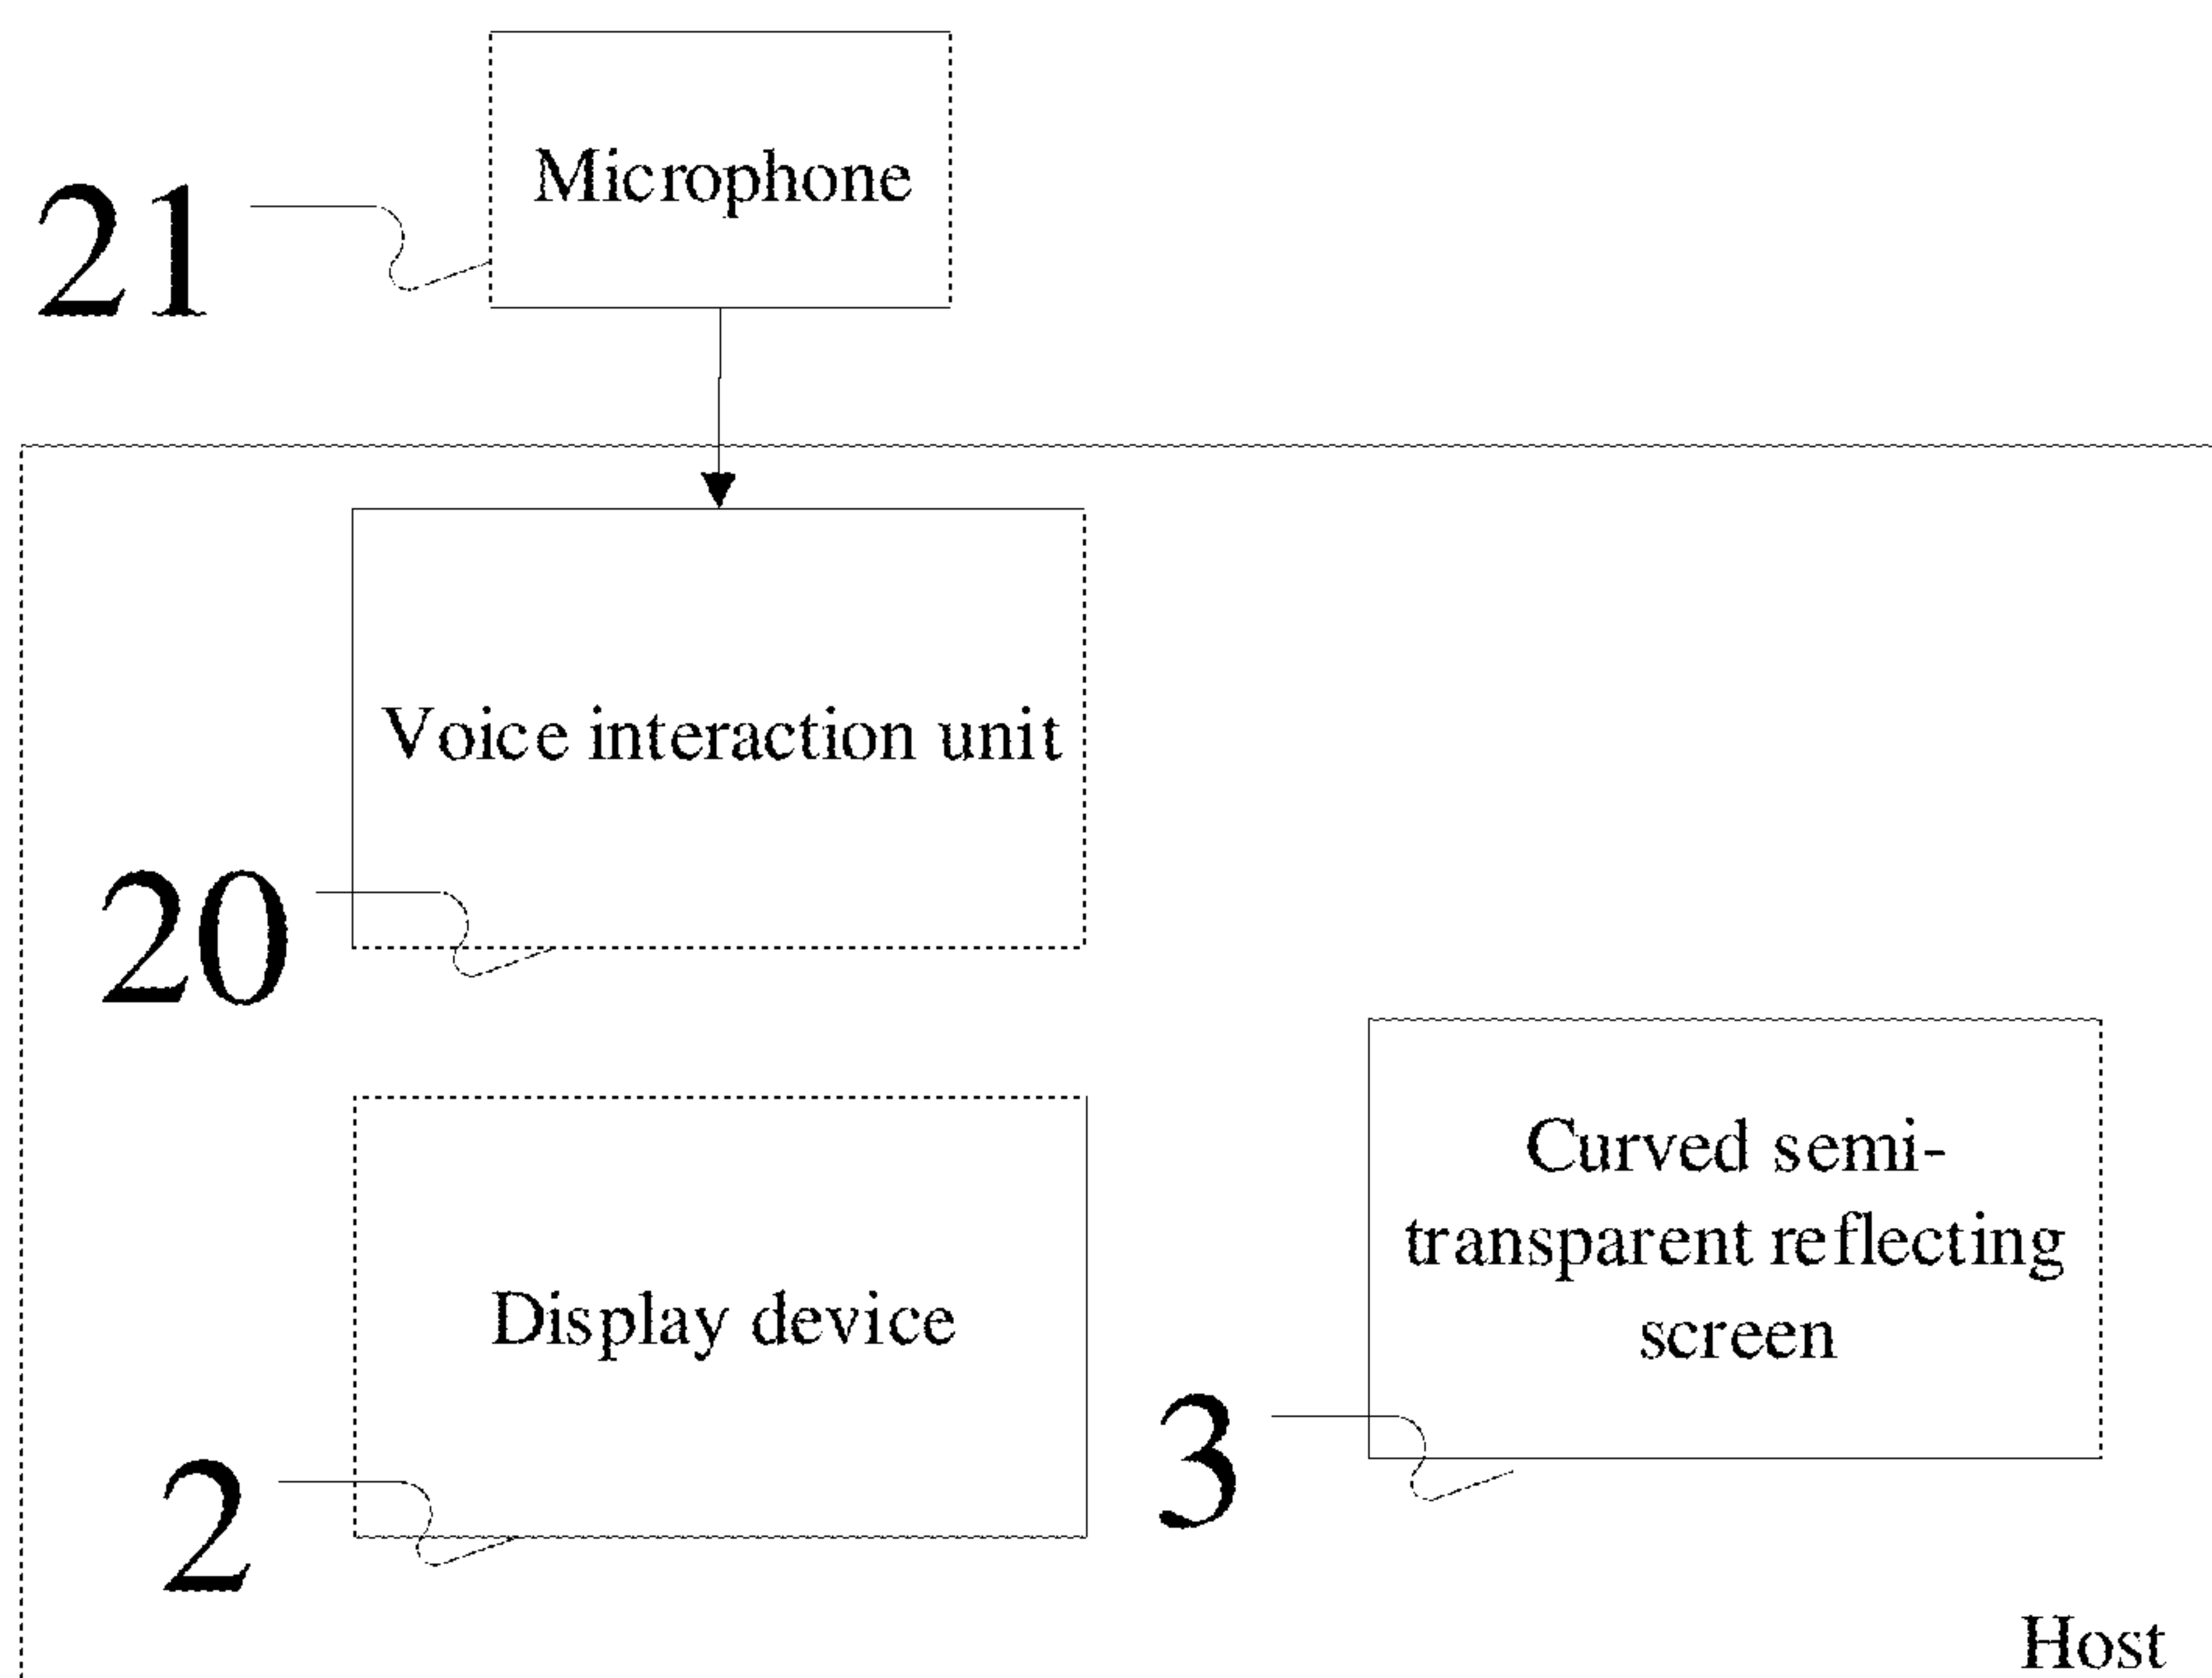 Microphone
21
Voice interaction unit
20
Curved semi-
transparent reflecting
screen
Display device
3
2
Host